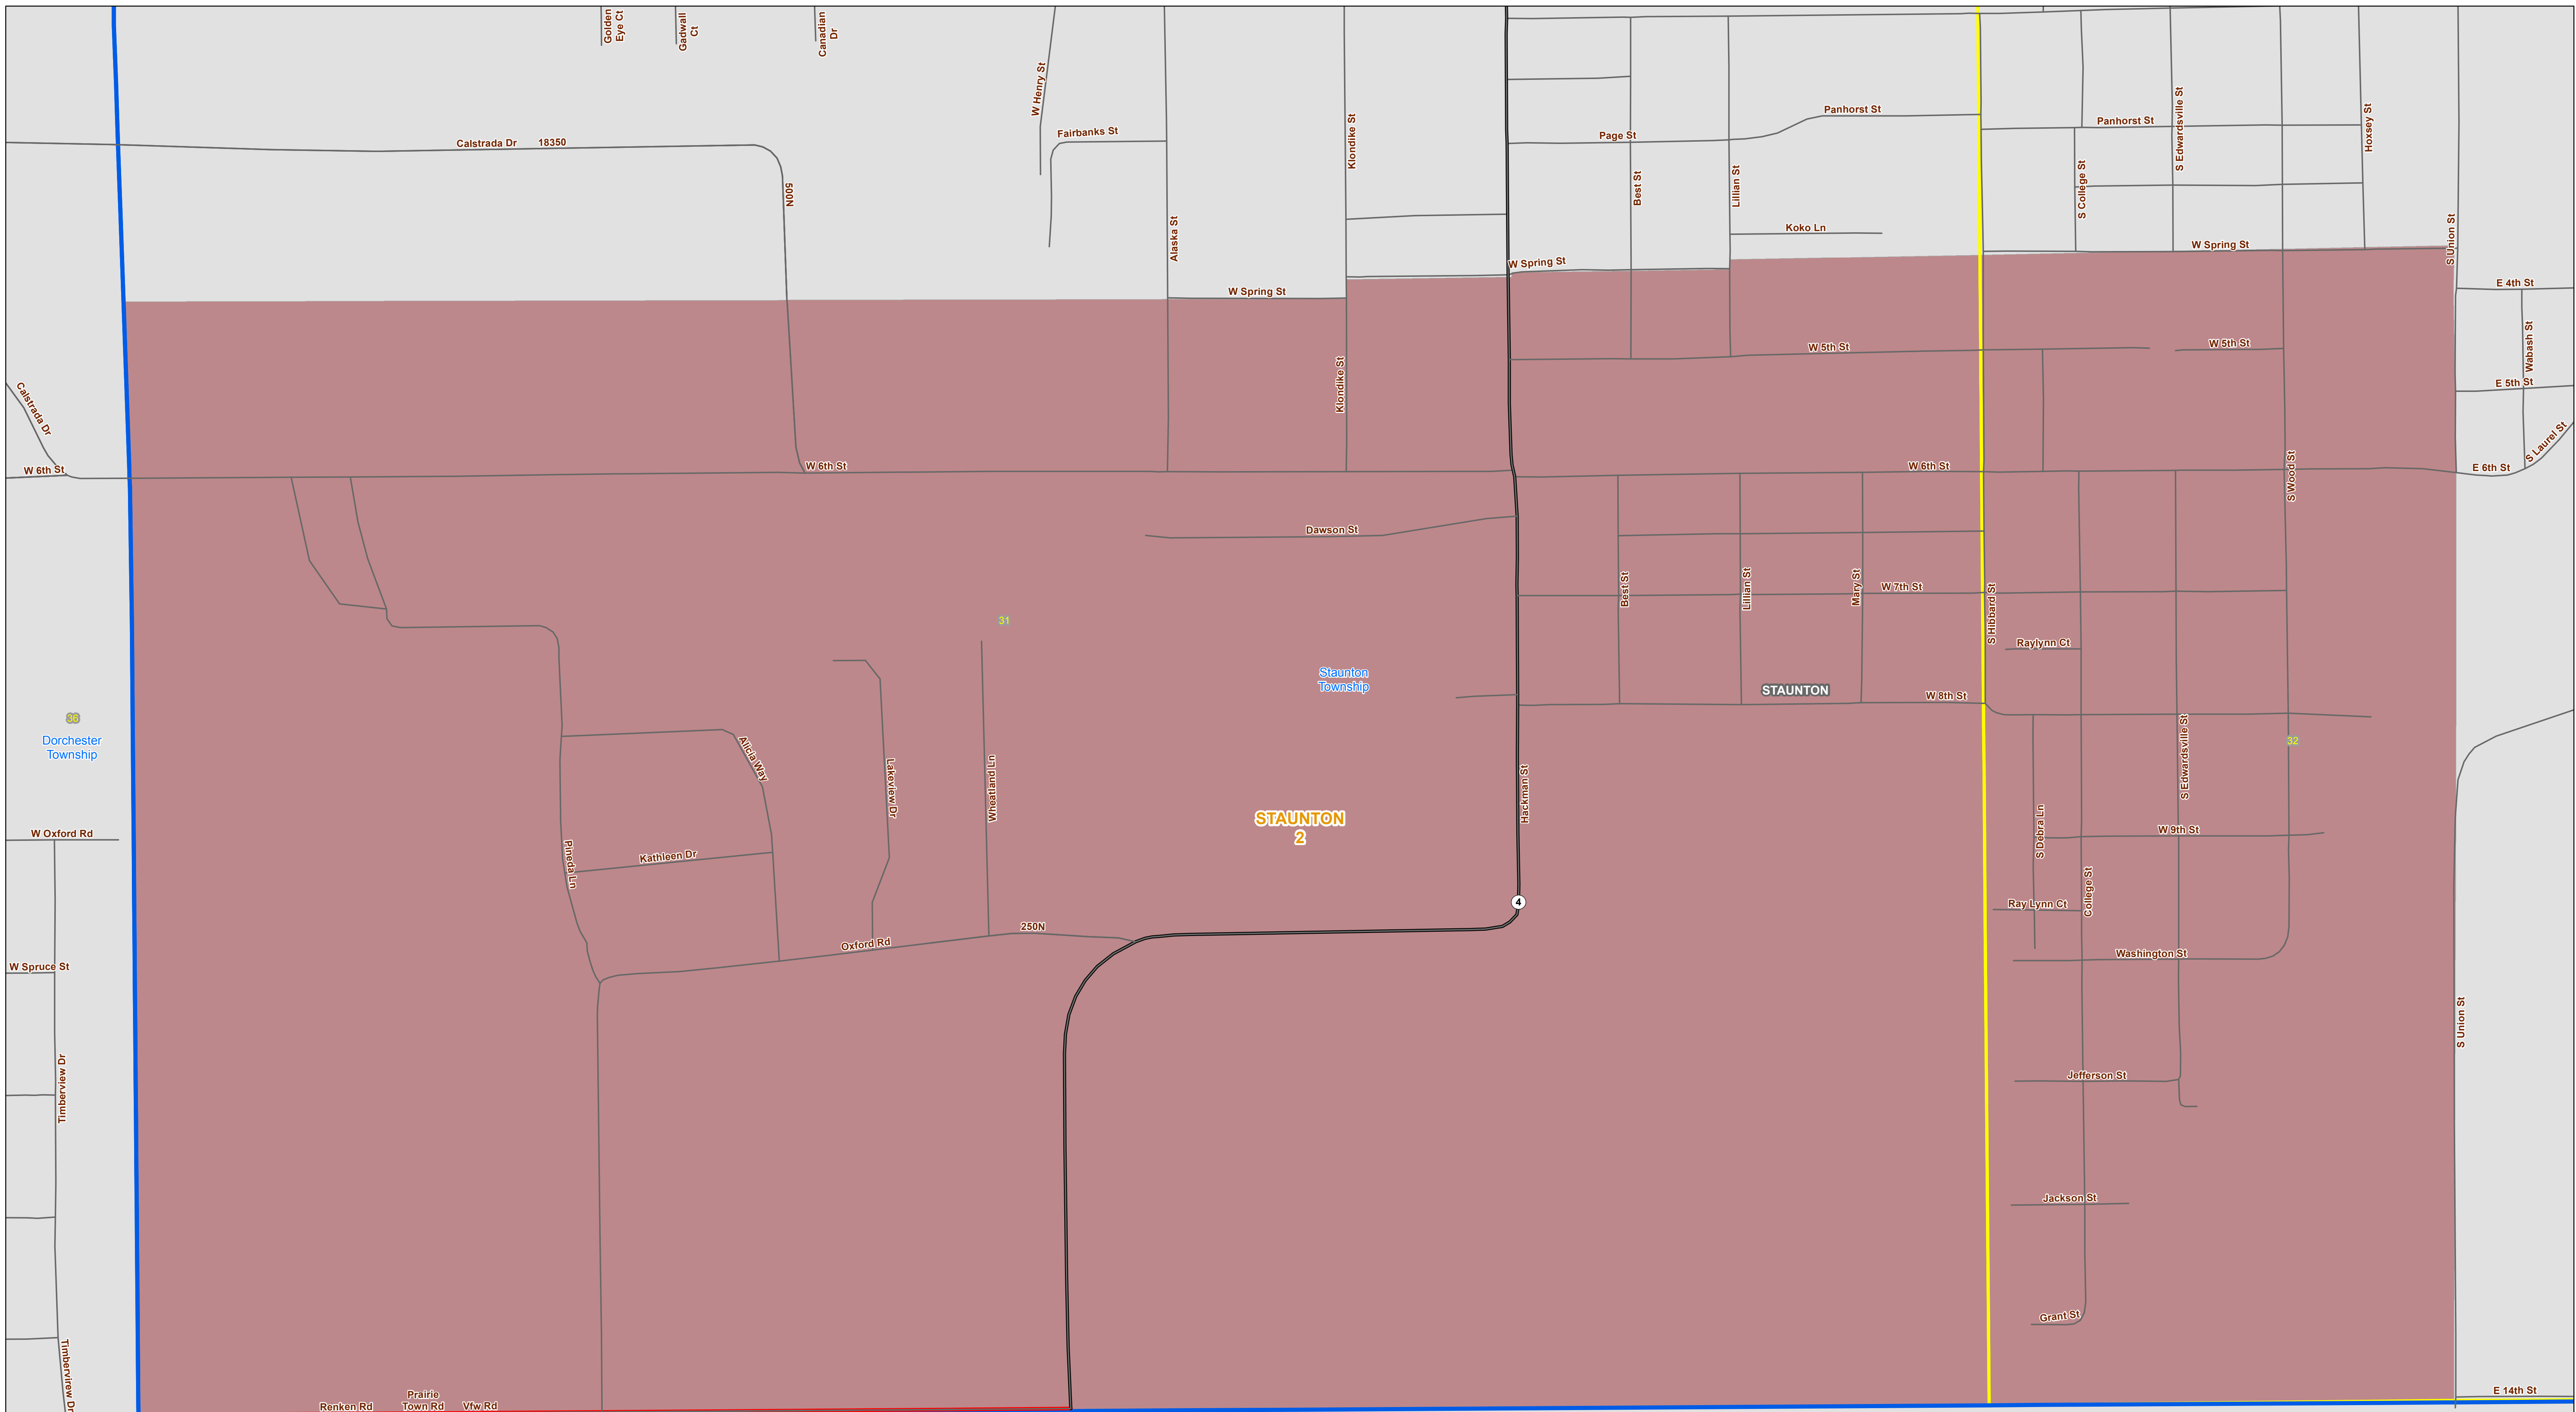 Golden
Eye Ct
Gadwall
Ct
Canadian
Dr
W Henry St
Fairbanks St
Calstrada Dr 18350
500N
Alaska St
Klondike St
Page St
Panhorst St
Best St
Lillian St
Koko Ln
Panhorst St
S College St
S Edwardsville St
Hoxsey St
S Union St
W Spring St
W Spring St
W Spring St
E 4th St
Wabash St
E 5th St
S Laurel St
Klondike St
W 5th St
W 5th St
Calstrada Dr
W 6th St
W 6th St
W 6th St
S Wood St
E 6th St
Dawson St
Best St
Lillian St
Mary St
W 7th St
S Hibbard St
31
Raylynn Ct
Staunton
Township
STAUNTON
W 8th St
36
Dorchester
Township
32
Alicia Way
Lakeview Dr
Wheatland Ln
Hackman St
S Edwardsville St
STAUNTON
2
W Oxford Rd
Pineda Ln
Kathleen Dr
S Debra Ln
W 9th St
College St
4
Ray Lynn Ct
250N
Oxford Rd
Washington St
W Spruce St
S Union St
Timberview Dr
Jefferson St
Jackson St
Grant St
Timbervirew Dr
Renken Rd
Prairie
Town Rd
Vfw Rd
E 14th St